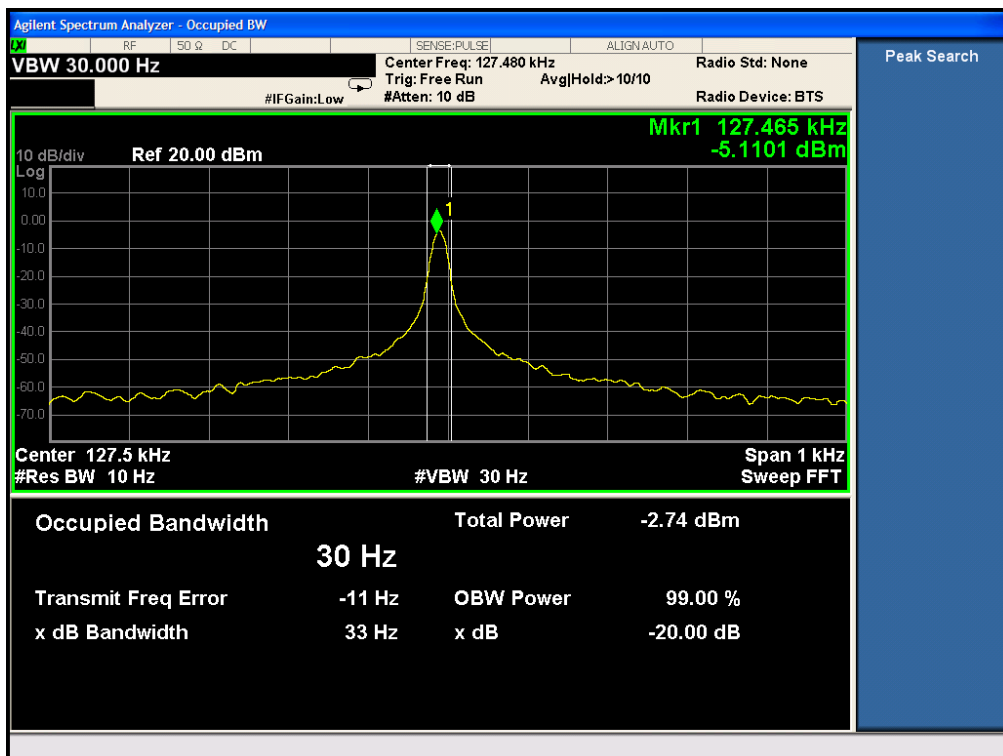 Agilent Spectrum Analyzer - Occupied BW
LXI RF 50 Ω DC SENSE:PULSE ALIGN AUTO
VBW 30.000 Hz
Center Freq: 127.480 kHz Radio Std: None
Trig: Free Run Avg|Hold:>10/10
#IFGain:Low #Atten: 10 dB Radio Device: BTS
Peak Search
Mkr1 127.465 kHz
-5.1101 dBm
10 dB/div Ref 20.00 dBm
Log
10.0
1
0.00
-10.0
-20.0
-30.0
-40.0
-50.0
-60.0
-70.0
Center 127.5 kHz Span 1 kHz
#Res BW 10 Hz #VBW 30 Hz Sweep FFT
Occupied Bandwidth Total Power -2.74 dBm
30 Hz
Transmit Freq Error -11 Hz OBW Power 99.00 %
x dB Bandwidth 33 Hz x dB -20.00 dB